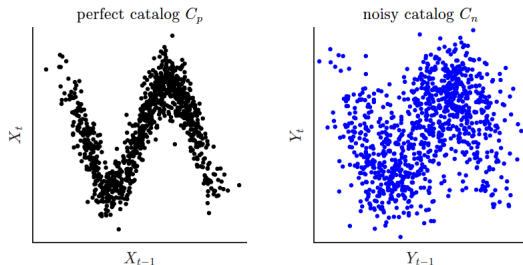 perfect catalog C_p
noisy catalog C_n
X_t
X_{t−1}
Y_t
Y_{t−1}